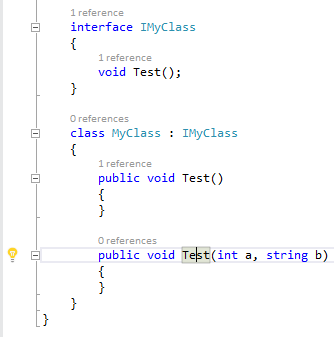 1 reference
interface IMyClass
{
1 reference
void Test();
}
0 references
class MyClass : IMyClass
{
1 reference
public void Test()
{
}
0 references
public void Test(int a, string b)
{
}
}
}